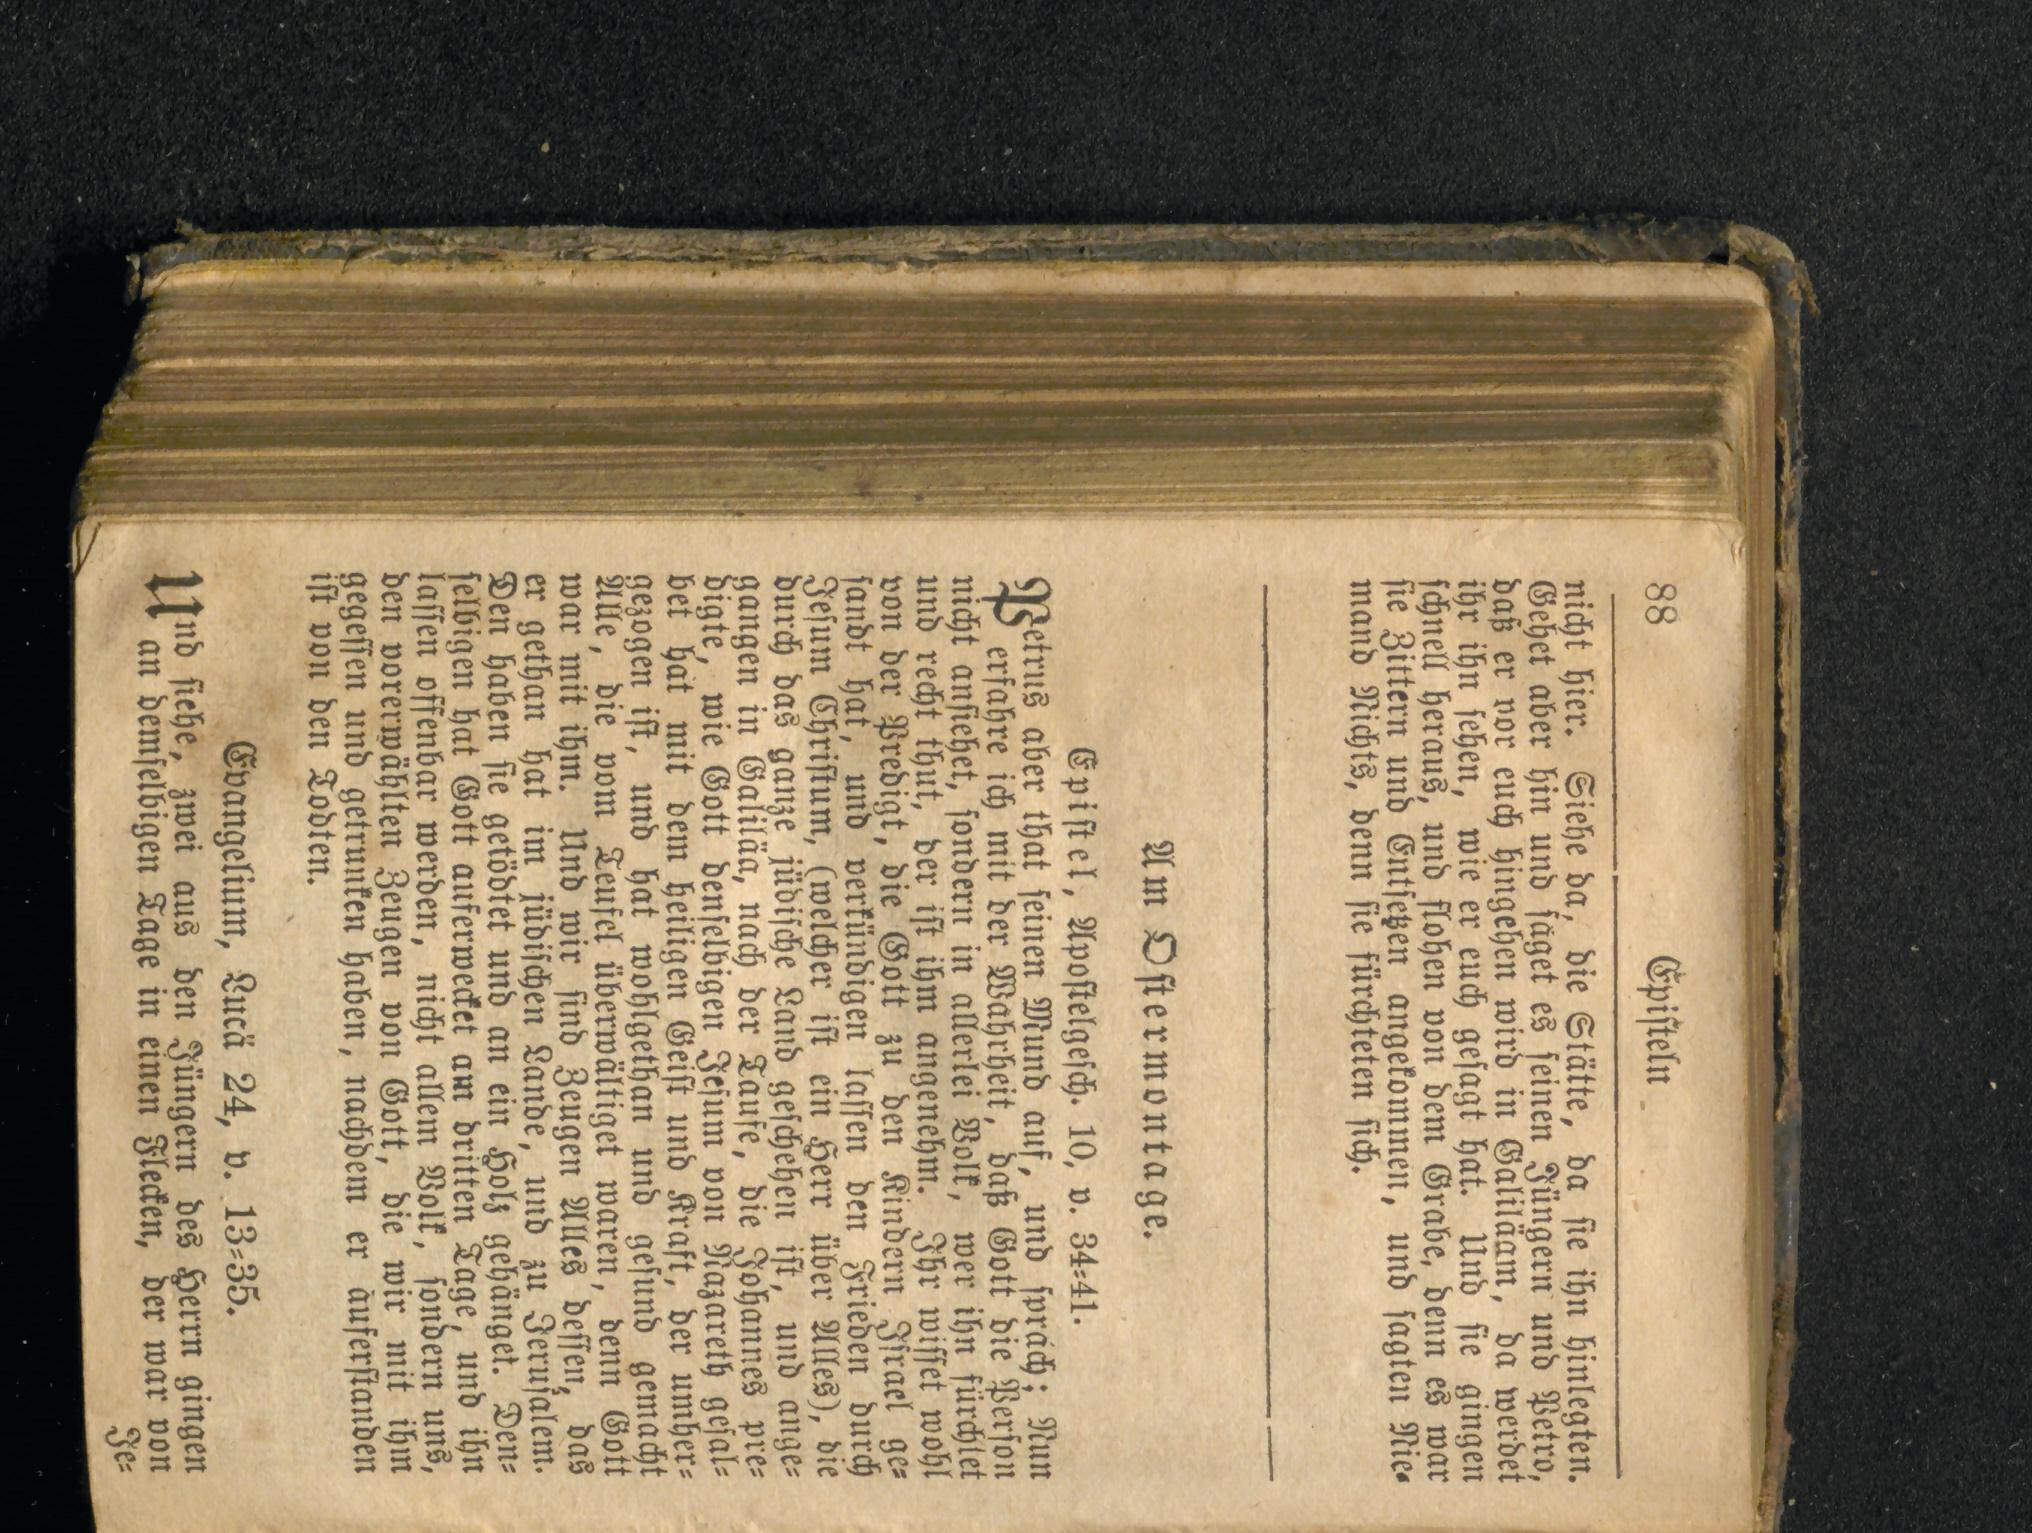 88
Epiſteln
nicht hier. Siehe da, die Stätte, da ſie ihn hinlegten.
Gehet aber hin und ſaget es ſeinen Jüngern und Petro,
daß er vor euch hingehen wird in Galiläam, da werdet
ihr ihn ſehen, wie er euch geſagt hat. Und ſie gingen
ſchnell heraus, und flohen von dem Grabe, denn es war
ſie Zittern und Entſetzen angekommen, und ſagten Nie-
mand Nichts, denn ſie fürchteten ſich.
Am Oſtermontage.
Epiſtel, Apoſtelgeſch. 10, v. 34=41.
Petrus aber that ſeinen Mund auf, und ſprach: Nun
erfahre ich mit der Wahrheit, daß Gott die Perſon
nicht anſiehet, ſondern in allerlei Volk, wer ihn fürchtet
und recht thut, der iſt ihm angenehm. Ihr wiſſet wohl
von der Predigt, die Gott zu den Kindern Iſrael ge=
ſandt hat, und verkündigen laſſen den Frieden durch
Jeſum Chriſtum, (welcher iſt ein Herr über Alles), die
durch das ganze jüdiſche Land geſchehen iſt, und ange=
gangen in Galiläa, nach der Taufe, die Johannes pre=
digte, wie Gott denſelbigen Jeſum von Nazareth geſal=
bet hat mit dem heiligen Geiſt und Kraft, der umher=
gezogen iſt, und hat wohlgethan und geſund gemacht
Alle, die vom Teufel überwältiget waren, denn Gott
war mit ihm. Und wir ſind Zeugen Alles deſſen, das
er gethan hat im jüdiſchen Lande, und zu Jeruſalem.
Den haben ſie getödtet und an ein Holz gehänget. Den=
ſelbigen hat Gott auferwecket am dritten Tage, und ihn
laſſen offenbar werden, nicht allem Volk, ſondern uns,
den vorerwählten Zeugen von Gott, die wir mit ihm
gegeſſen und getrunken haben, nachdem er auferſtanden
iſt von den Todten.
Evangelium, Lucä 24, v. 13=35.
Und ſiehe, zwei aus den Jüngern des Herrn gingen
an demſelbigen Tage in einen Flecken, der war von
Je=